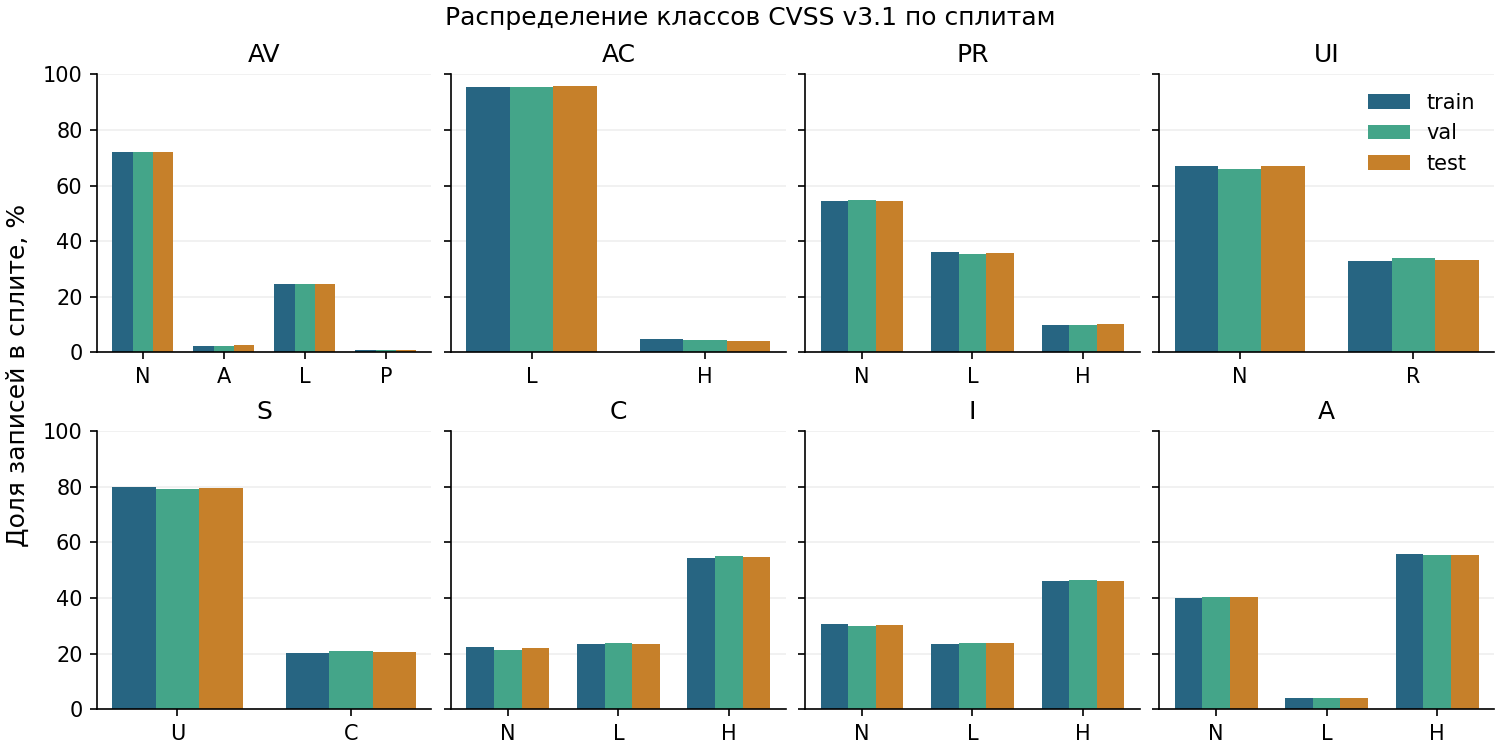 Распределение классов CVSS v3.1 по сплитам
Доля записей в сплите, %
AV
100
80
60
40
20
0
N A L P
AC
L H
PR
N L H
UI
train
val
test
N R
S
100
80
60
40
20
0
U C
C
N L H
I
N L H
A
N L H